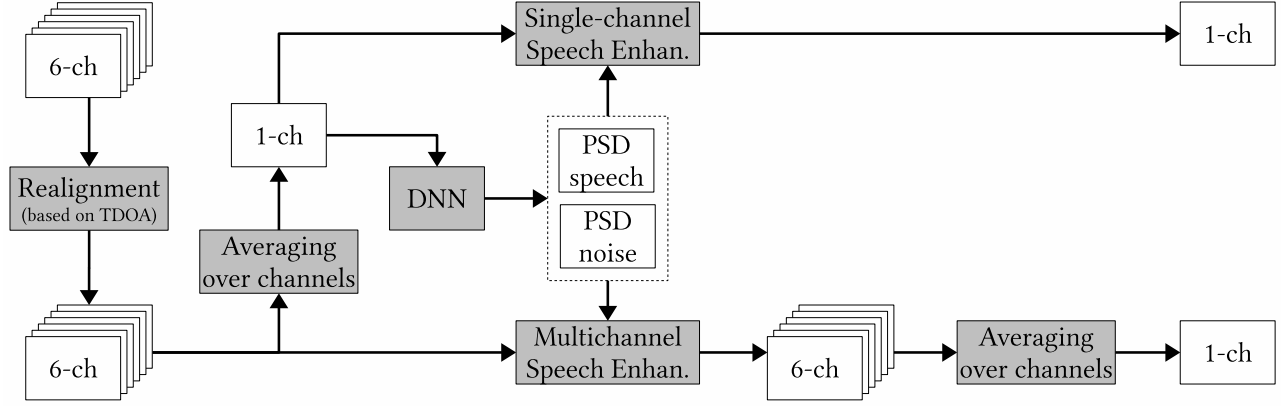 6-ch
Single-channel
Speech Enhan.
1-ch
1-ch
Realignment
(based on TDOA)
DNN
PSD
speech
PSD
noise
Averaging
over channels
6-ch
Multichannel
Speech Enhan.
6-ch
Averaging
over channels
1-ch